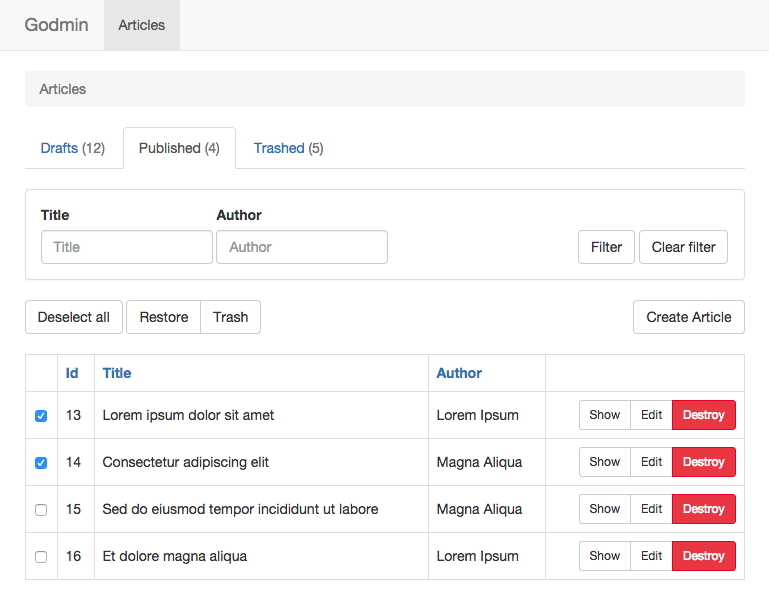 Godmin Articles
Articles
Drafts (12) Published (4) Trashed (5)
Title Author
Title Author Filter Clear filter
Deselect all Restore Trash Create Article
Id Title Author
13 Lorem ipsum dolor sit amet Lorem Ipsum Show Edit Destroy
14 Consectetur adipiscing elit Magna Aliqua Show Edit Destroy
15 Sed do eiusmod tempor incididunt ut labore Magna Aliqua Show Edit Destroy
16 Et dolore magna aliqua Lorem Ipsum Show Edit Destroy